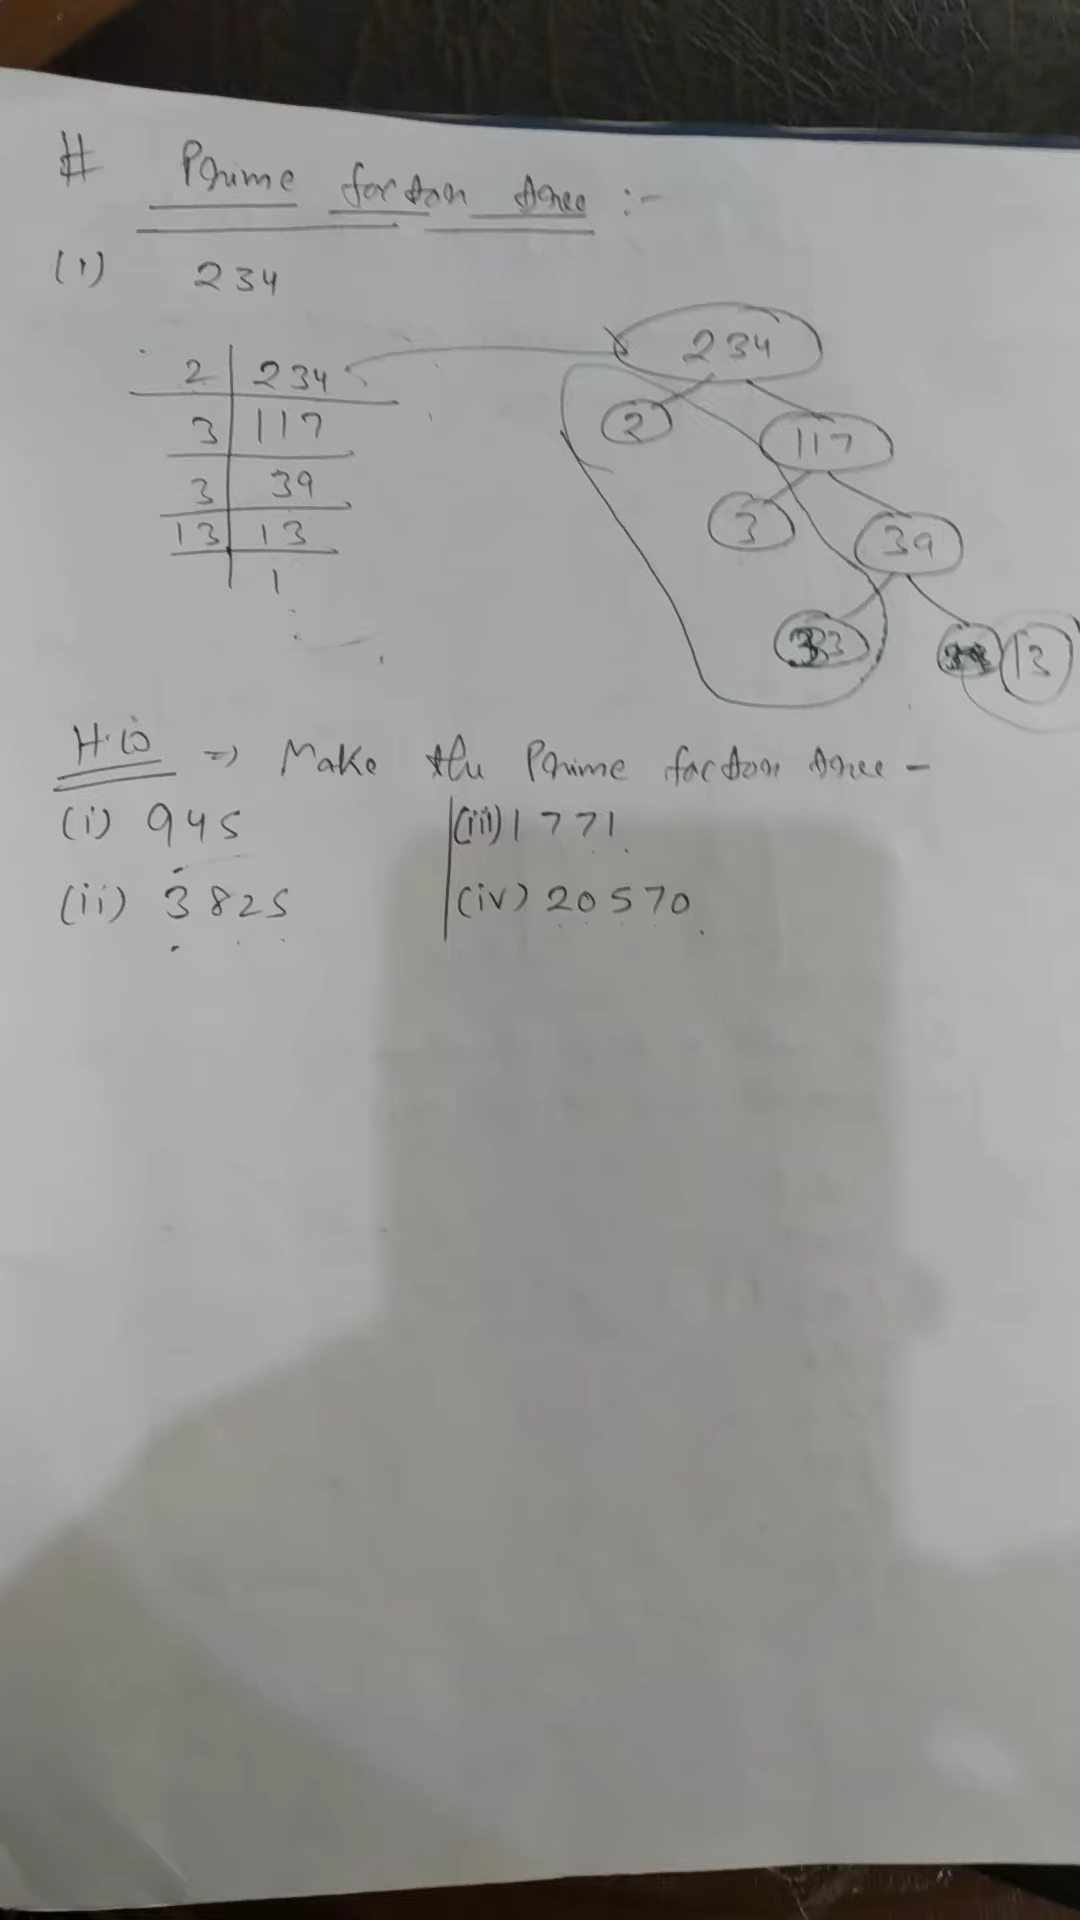 # Prime factor tree :-
(1) 234
2 | 234
3 | 117
3 | 39
13 | 13
1
234
2 117
3 39
3 13
H.W => Make the Prime factor tree -
(i) 945 (iii) 1771
(ii) 3825 (iv) 20570